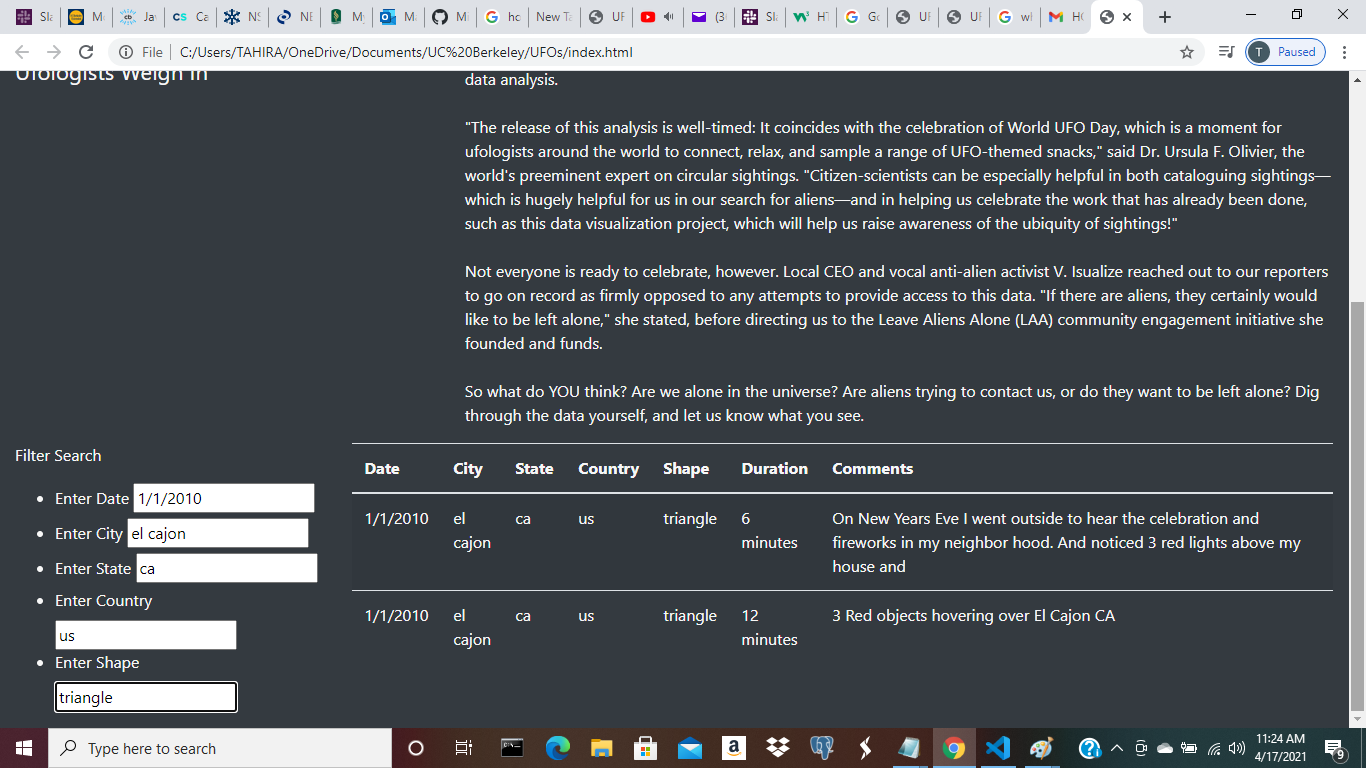 Sla
Me
Ja
Ca
NS
NE
My
Ma
Mi
ho
New Ta
UF
(3
Sla
HT
Go
UF
UF
wh
HO
File
C:/Users/TAHIRA/OneDrive/Documents/UC%20Berkeley/UFOs/index.html
T Paused
Ufologists Weigh In
data analysis.
"The release of this analysis is well-timed: It coincides with the celebration of World UFO Day, which is a moment for
ufologists around the world to connect, relax, and sample a range of UFO-themed snacks," said Dr. Ursula F. Olivier, the
world's preeminent expert on circular sightings. "Citizen-scientists can be especially helpful in both cataloguing sightings—
which is hugely helpful for us in our search for aliens—and in helping us celebrate the work that has already been done,
such as this data visualization project, which will help us raise awareness of the ubiquity of sightings!"
Not everyone is ready to celebrate, however. Local CEO and vocal anti-alien activist V. Isualize reached out to our reporters
to go on record as firmly opposed to any attempts to provide access to this data. "If there are aliens, they certainly would
like to be left alone," she stated, before directing us to the Leave Aliens Alone (LAA) community engagement initiative she
founded and funds.
So what do YOU think? Are we alone in the universe? Are aliens trying to contact us, or do they want to be left alone? Dig
through the data yourself, and let us know what you see.
Filter Search
Enter Date 1/1/2010
Enter City el cajon
Enter State ca
Enter Country
us
Enter Shape
triangle
Date City State Country Shape Duration Comments
1/1/2010 el cajon ca us triangle 6 minutes On New Years Eve I went outside to hear the celebration and
fireworks in my neighbor hood. And noticed 3 red lights above my
house and
1/1/2010 el cajon ca us triangle 12 minutes 3 Red objects hovering over El Cajon CA
Type here to search
11:24 AM
4/17/2021
9